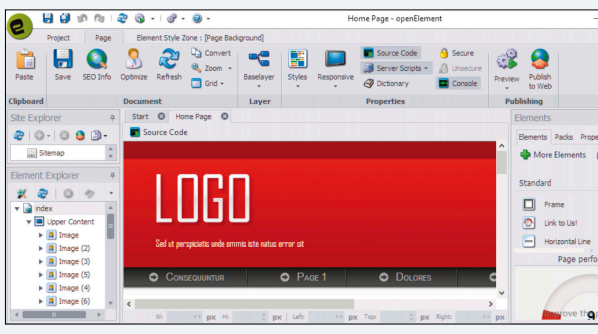 Home Page - openElement
Project Page Element Style Zone : [Page Background]
Paste Save SEO Info Optimize Refresh Convert Zoom Grid Baselayer Styles Responsive Source Code Server Scripts Dictionary Secure Unsecure Console Preview Publish to Web
Clipboard Document Layer Properties Publishing
Site Explorer
Start Home Page
Elements
Source Code
Elements Packs Prope
Sitemap
More Elements
Element Explorer
Standard
LOGO
index
Frame
Upper Content
Link to Us!
Image
Sed ut perspiciatis unde omnis iste natus error sit
Image (2)
Horizontal Line
Image (3)
Page perfo
Image (5)
CONSEQUUNTUR PAGE 1 DOLORES
Image (4)
Image (6)
W: px H: px Left: px Top: px Right: px